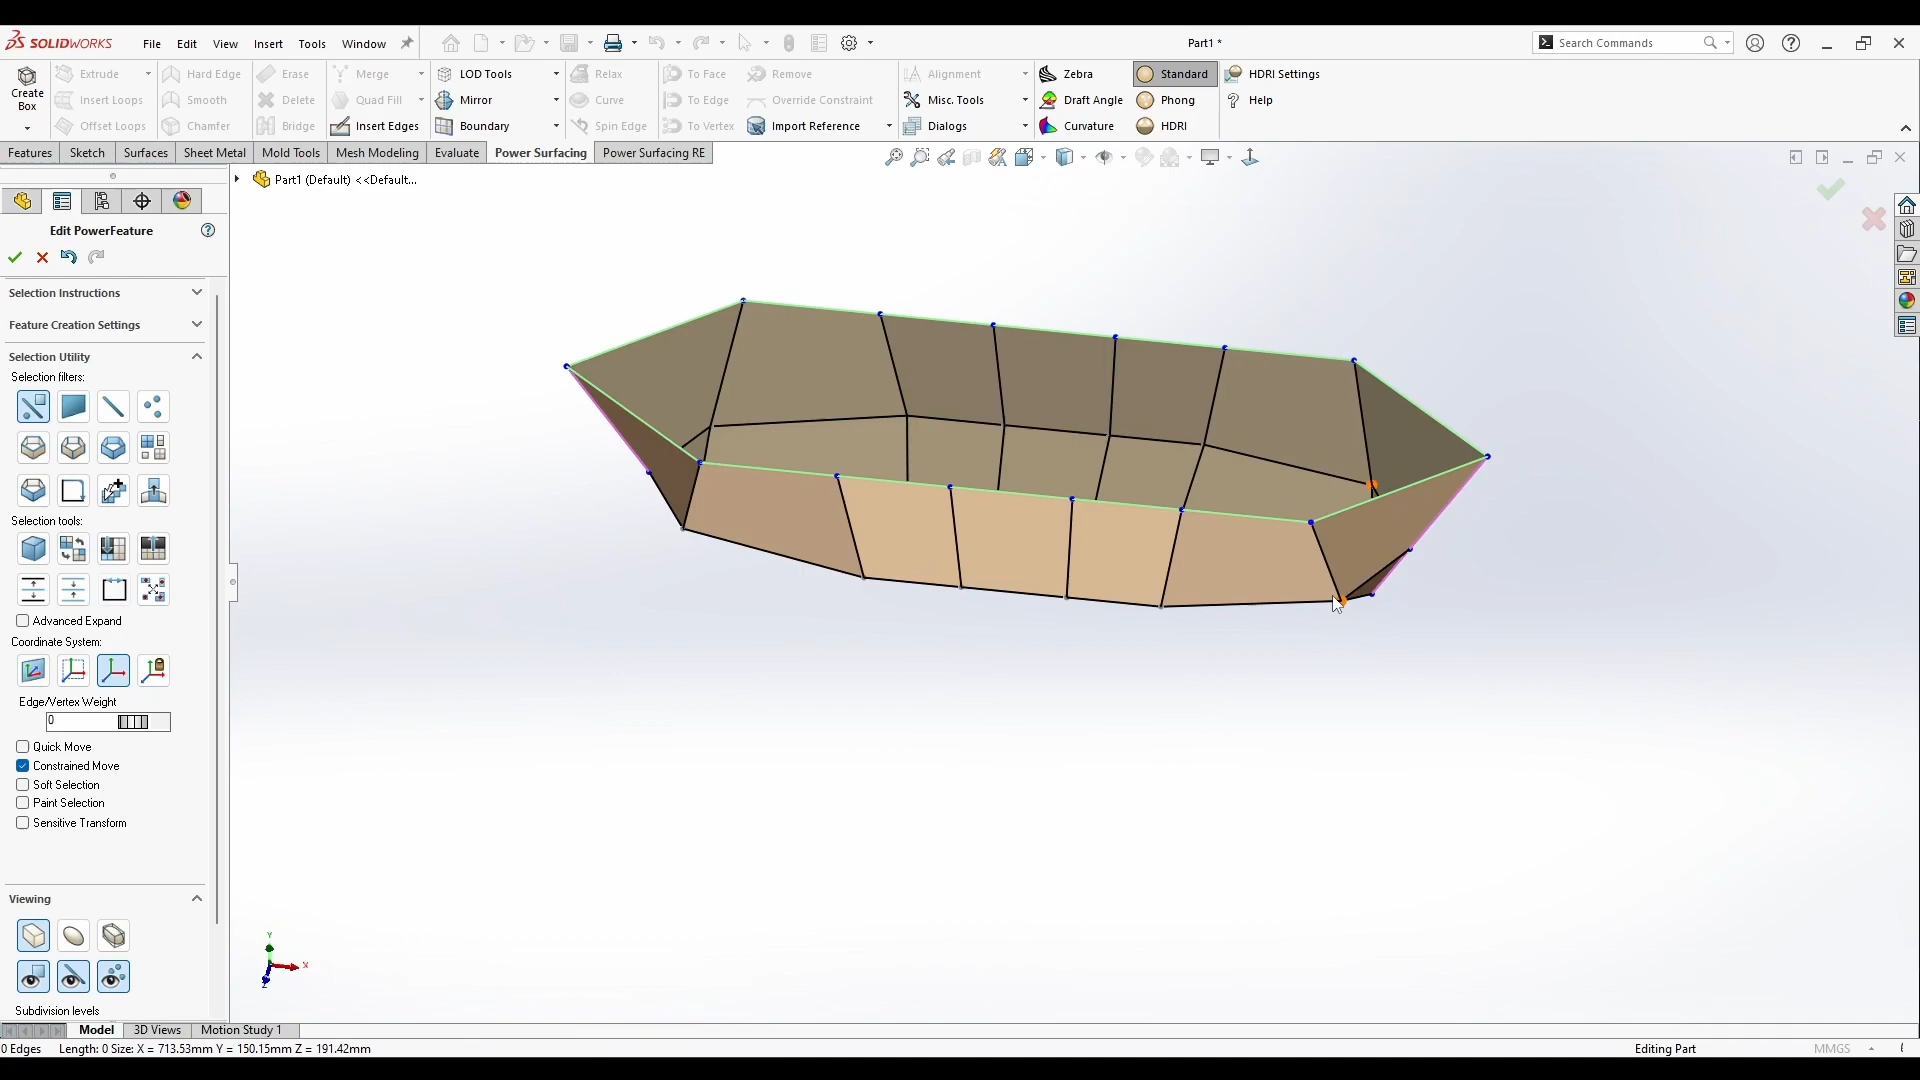 SOLIDWORKS File Edit View Insert Tools Window Part1 * Search Commands
Extrude Hard Edge Erase Merge LOD Tools Relax To Face Remove Alignment Zebra Standard HDRI Settings
Create Box
Insert Loops Smooth Delete Quad Fill Mirror Curve To Edge Override Constraint Misc. Tools Draft Angle Phong ? Help
Offset Loops Chamfer Bridge Insert Edges Boundary Spin Edge To Vertex Import Reference Dialogs Curvature HDRI
Features Sketch Surfaces Sheet Metal Mold Tools Mesh Modeling Evaluate Power Surfacing Power Surfacing RE
Part1 (Default) <<Default...
Edit PowerFeature
Selection Instructions
Feature Creation Settings
Selection Utility
Selection filters:
Selection tools:
Advanced Expand
Coordinate System:
Edge/Vertex Weight
0
Quick Move
Constrained Move
Soft Selection
Paint Selection
Sensitive Transform
Viewing
Subdivision levels
Y
X
Z
Model 3D Views Motion Study 1
0 Edges Length: 0 Size: X = 713.53mm Y = 150.15mm Z = 191.42mm Editing Part MMGS